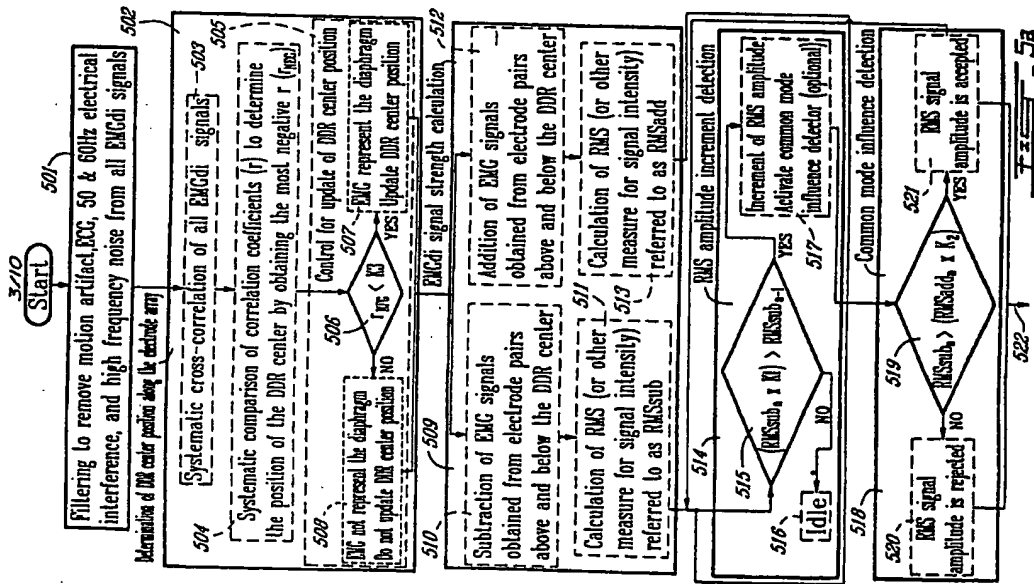 3/10
Start
501
Filtering to remove motion artifact,ECG, 50 & 60Hz electrical
interference, and high frequency noise from all EMGdi signals
502
Determination of DDR center position along the electrode array
503
Systematic cross-correlation of all EMGdi signals
504
Systematic comparison of correlation coefficients (r) to determine
the position of the DDR center by obtaining the most negative r (rNEG)
505
Control for update of DDR center position
506
rNEG < K3
507
YES
EMG represent the diaphragm
Update DDR center position
508
NO
EMG not represent the diaphragm
Do not update DDR center position
509
EMGdi signal strength calculation
510
Subtraction of EMG signals
obtained from electrode pairs
above and below the DDR center
512
Addition of EMG signals
obtained from electrode pairs
above and below the DDR center
511
Calculation of RMS (or other
measure for signal intensity)
referred to as RMSsub
513
Calculation of RMS (or other
measure for signal intensity)
referred to as RMSadd
514
RMS amplitude increment detection
515
(RMSsubn x K1) > RMSsubn-1
NO
516
Idle
YES
517
Increment of RMS amplitude
Activate common mode
influence detector (optional)
518
Common mode influence detection
519
RMSsubn > (RMSaddn x K2)
NO
520
RMS signal
amplitude is rejected
YES
521
RMS signal
amplitude is accepted
522